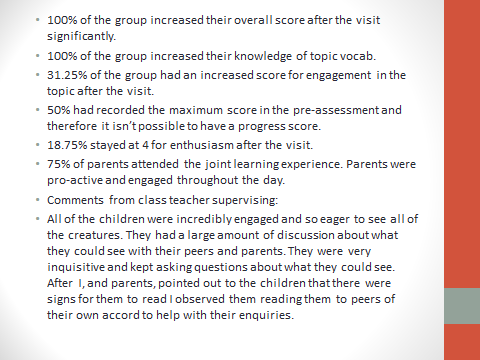 • 100% of the group increased their overall score after the visit
significantly.
• 100% of the group increased their knowledge of topic vocab.
• 31.25% of the group had an increased score for engagement in the
topic after the visit.
• 50% had recorded the maximum score in the pre-assessment and
therefore it isn't possible to have a progress score.
• 18.75% stayed at 4 for enthusiasm after the visit.
• 75% of parents attended the joint learning experience. Parents were
pro-active and engaged throughout the day.
• Comments from class teacher supervising:
• All of the children were incredibly engaged and so eager to see all of
the creatures. They had a large amount of discussion about what
they could see with their peers and parents. They were very
inquisitive and kept asking questions about what they could see.
After I, and parents, pointed out to the children that there were
signs for them to read I observed them reading them to peers of
their own accord to help with their enquiries.